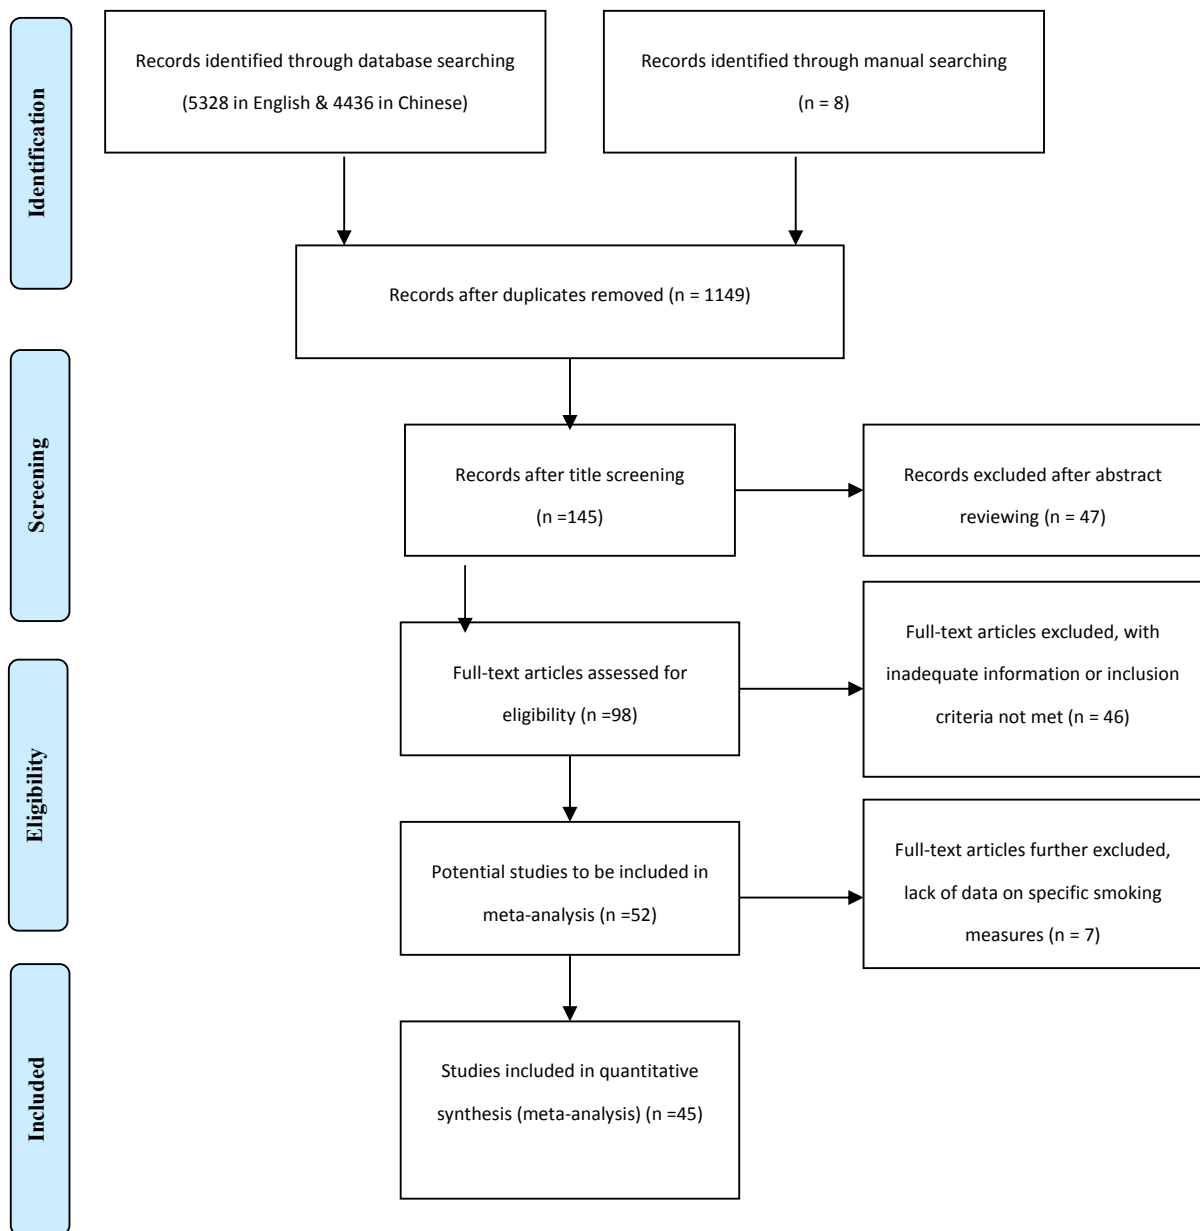 Identification
Records identified through database searching
(5328 in English & 4436 in Chinese)
Records identified through manual searching
(n = 8)
Records after duplicates removed (n = 1149)
Screening
Records after title screening
(n =145)
Records excluded after abstract
reviewing (n = 47)
Eligibility
Full-text articles assessed for
eligibility (n =98)
Full-text articles excluded, with
inadequate information or inclusion
criteria not met (n = 46)
Potential studies to be included in
meta-analysis (n =52)
Full-text articles further excluded,
lack of data on specific smoking
measures (n = 7)
Included
Studies included in quantitative
synthesis (meta-analysis) (n =45)